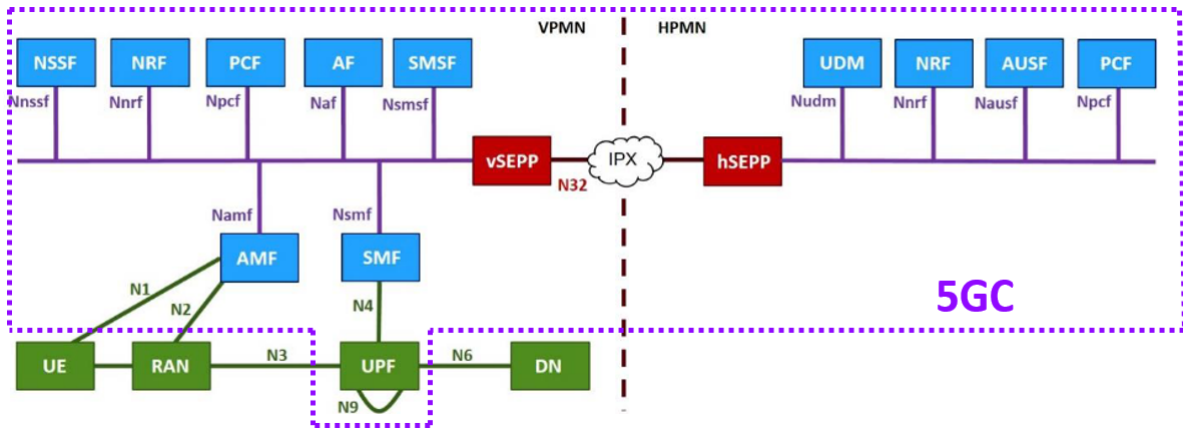 VPMN HPMN
NSSF NRF PCF AF SMSF UDM NRF AUSF PCF
Nnssf Nnrf Npcf Naf Nsmsf Nudm Nnrf Nausf Npcf
vSEPP IPX hSEPP
N32
Namf Nsmf
AMF SMF
N1 N2 N4 5GC
UE RAN N3 UPF N6 DN
N9